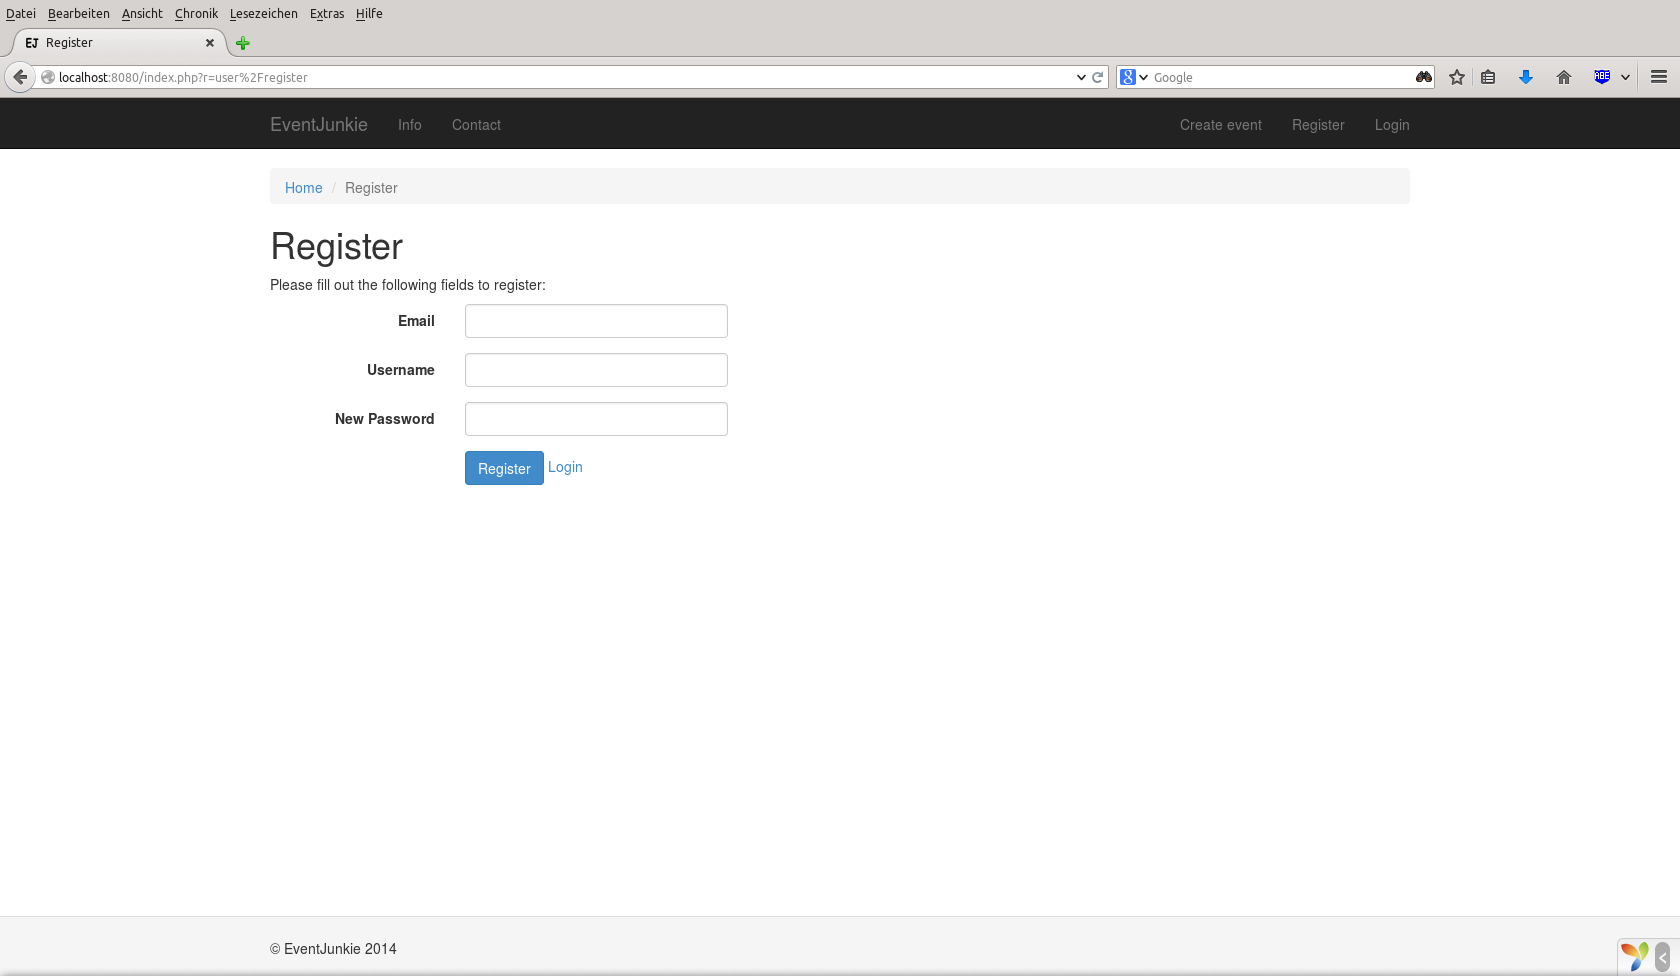 Datei Bearbeiten Ansicht Chronik Lesezeichen Extras Hilfe
EJ Register
localhost:8080/index.php?r=user%2Fregister
8 Google
ABE
EventJunkie Info Contact Create event Register Login
Home / Register
Register
Please fill out the following fields to register:
Email
Username
New Password
Register Login
© EventJunkie 2014